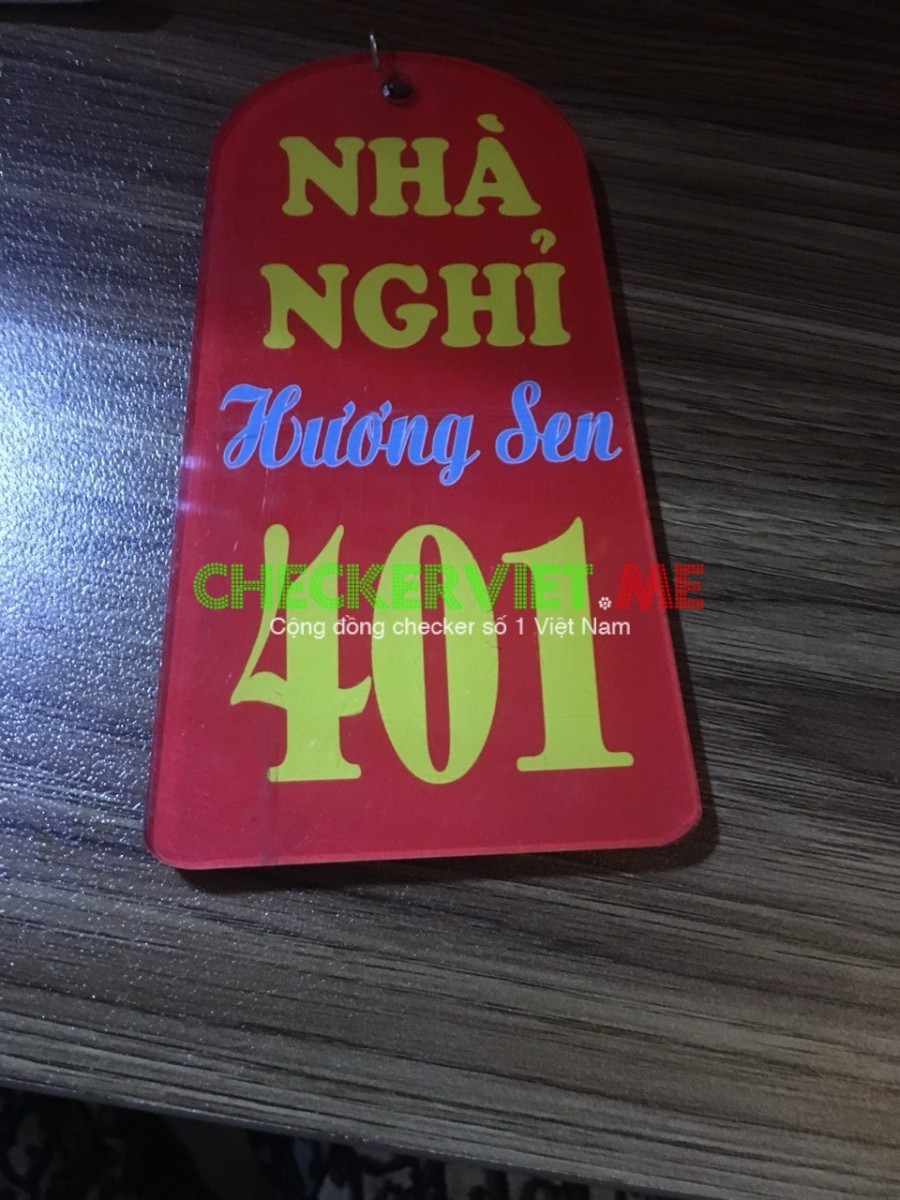 NHÀ
NGHỈ
Hương Sen
401
CHECKERVIET.ME
Cộng đồng checker số 1 Việt Nam